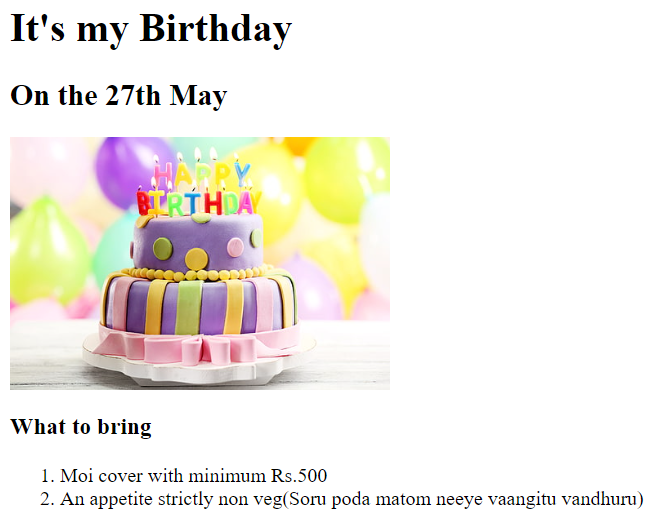 It's my Birthday
On the 27th May
HAPPY
BIRTHDAY
What to bring
1. Moi cover with minimum Rs.500
2. An appetite strictly non veg(Soru poda matom neeye vaangitu vandhuru)